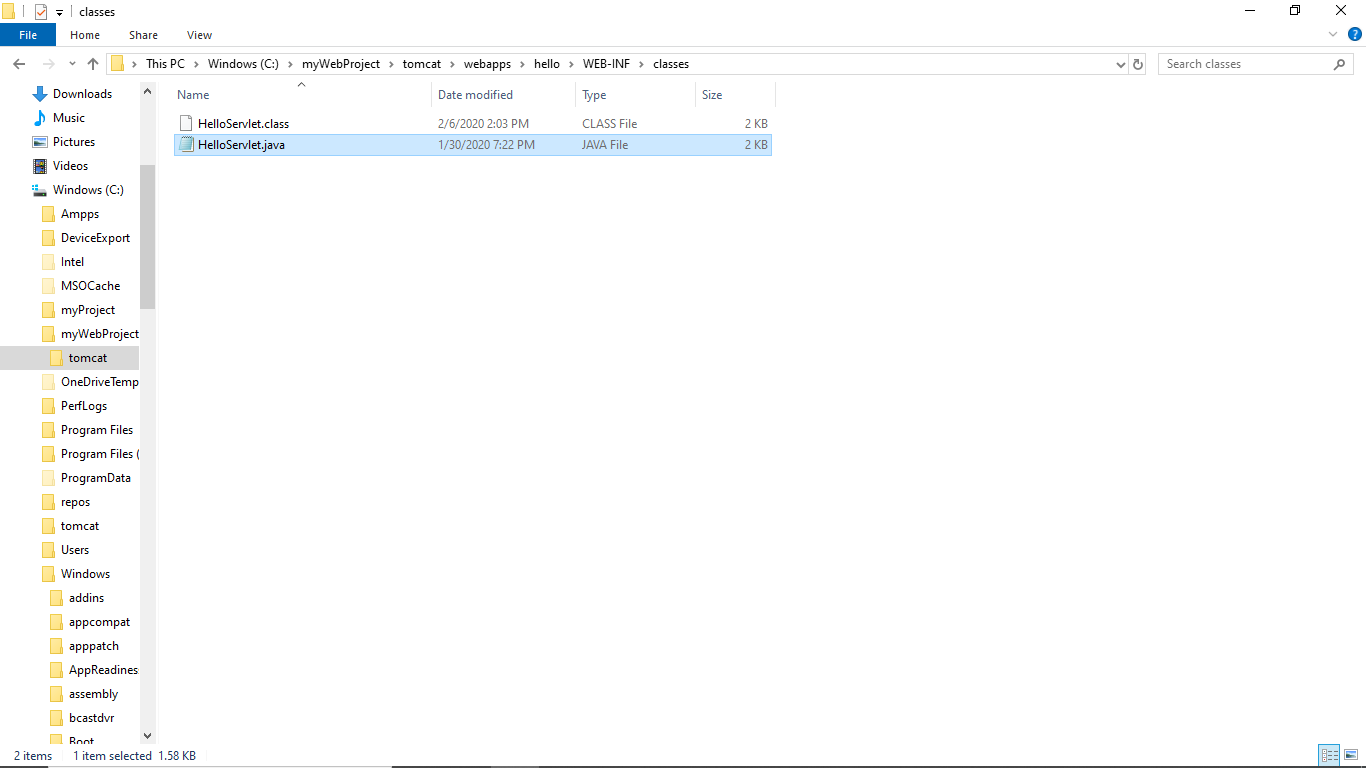 classes
File Home Share View
This PC Windows (C:) myWebProject tomcat webapps hello WEB-INF classes
Search classes
Name Date modified Type Size
HelloServlet.class 2/6/2020 2:03 PM CLASS File 2 KB
HelloServlet.java 1/30/2020 7:22 PM JAVA File 2 KB
Downloads
Music
Pictures
Videos
Windows (C:)
Ampps
DeviceExport
Intel
MSOCache
myProject
myWebProject
tomcat
OneDriveTemp
PerfLogs
Program Files
Program Files (
ProgramData
repos
tomcat
Users
Windows
addins
appcompat
apppatch
AppReadines
assembly
bcastdvr
Boot
2 items 1 item selected 1.58 KB